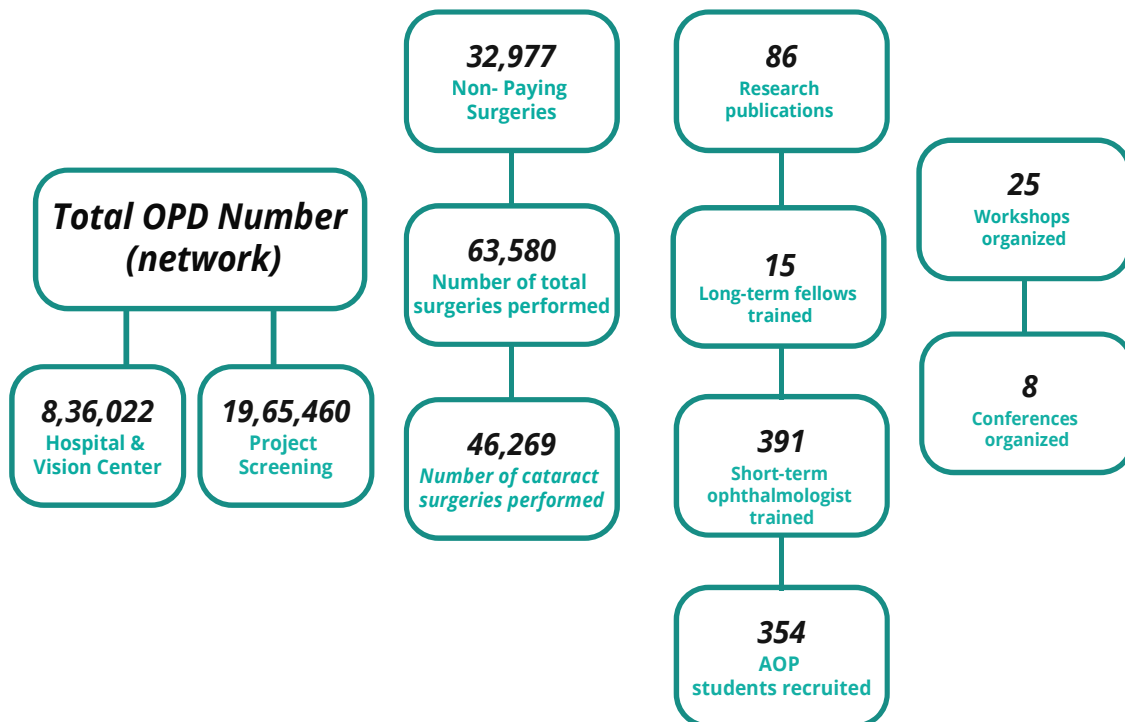 Total OPD Number
(network)
8,36,022
Hospital &
Vision Center
19,65,460
Project
Screening
32,977
Non- Paying
Surgeries
63,580
Number of total
surgeries performed
46,269
Number of cataract
surgeries performed
86
Research
publications
15
Long-term fellows
trained
391
Short-term
ophthalmologist
trained
354
AOP
students recruited
25
Workshops
organized
8
Conferences
organized